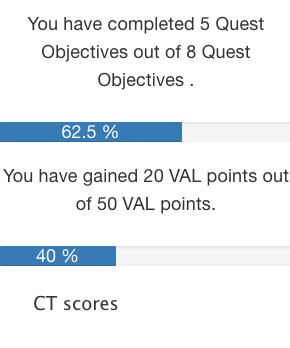 You have completed 5 Quest
Objectives out of 8 Quest
Objectives .
62.5 %
You have gained 20 VAL points out
of 50 VAL points.
40 %
CT scores